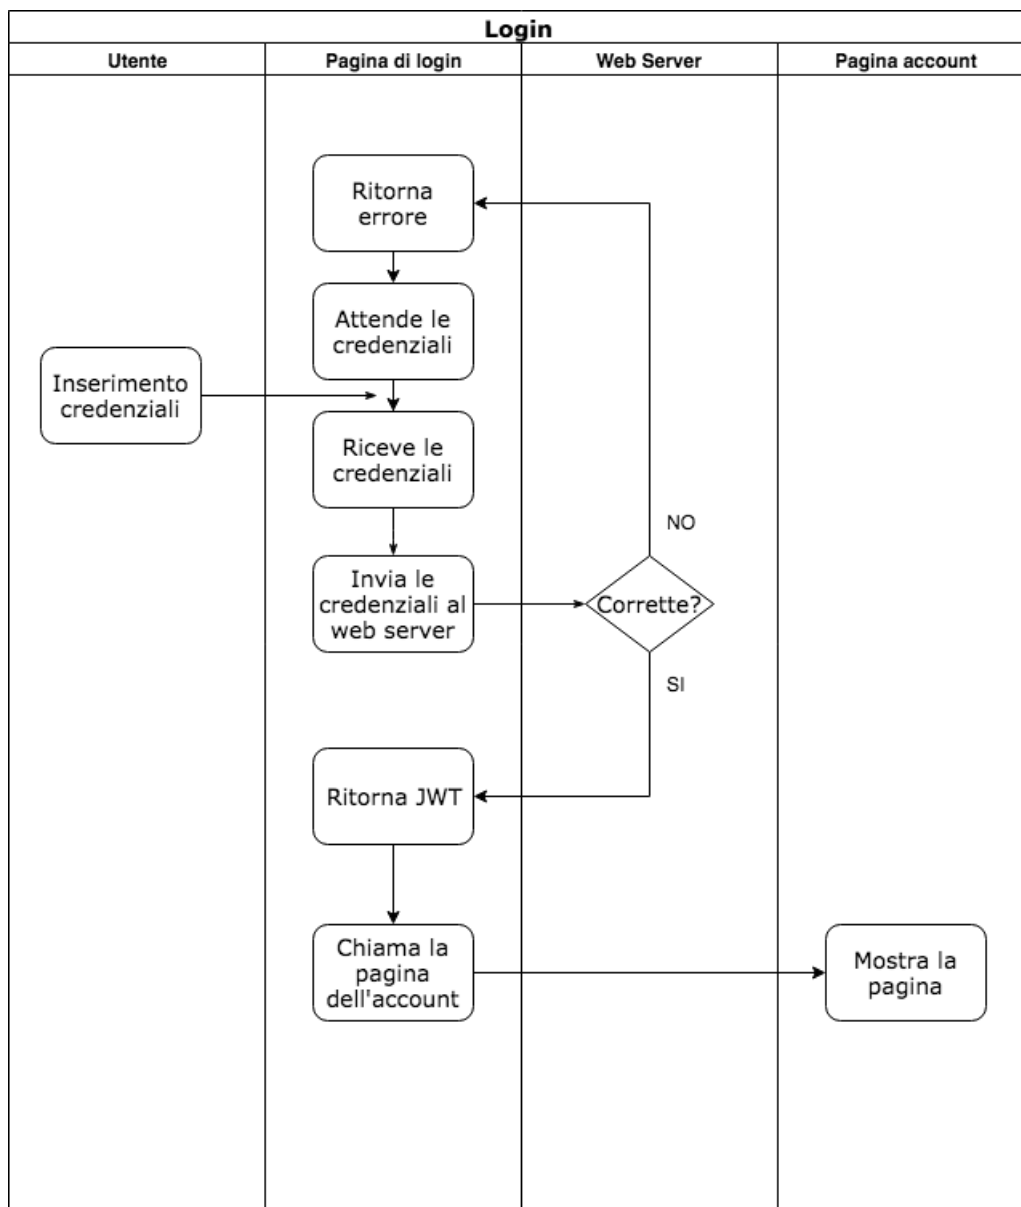 Login
Utente
Pagina di login
Web Server
Pagina account
Ritorna
errore
Attende le
credenziali
Inserimento
credenziali
Riceve le
credenziali
NO
Invia le
credenziali al
web server
Corrette?
SI
Ritorna JWT
Chiama la
pagina
dell'account
Mostra la
pagina